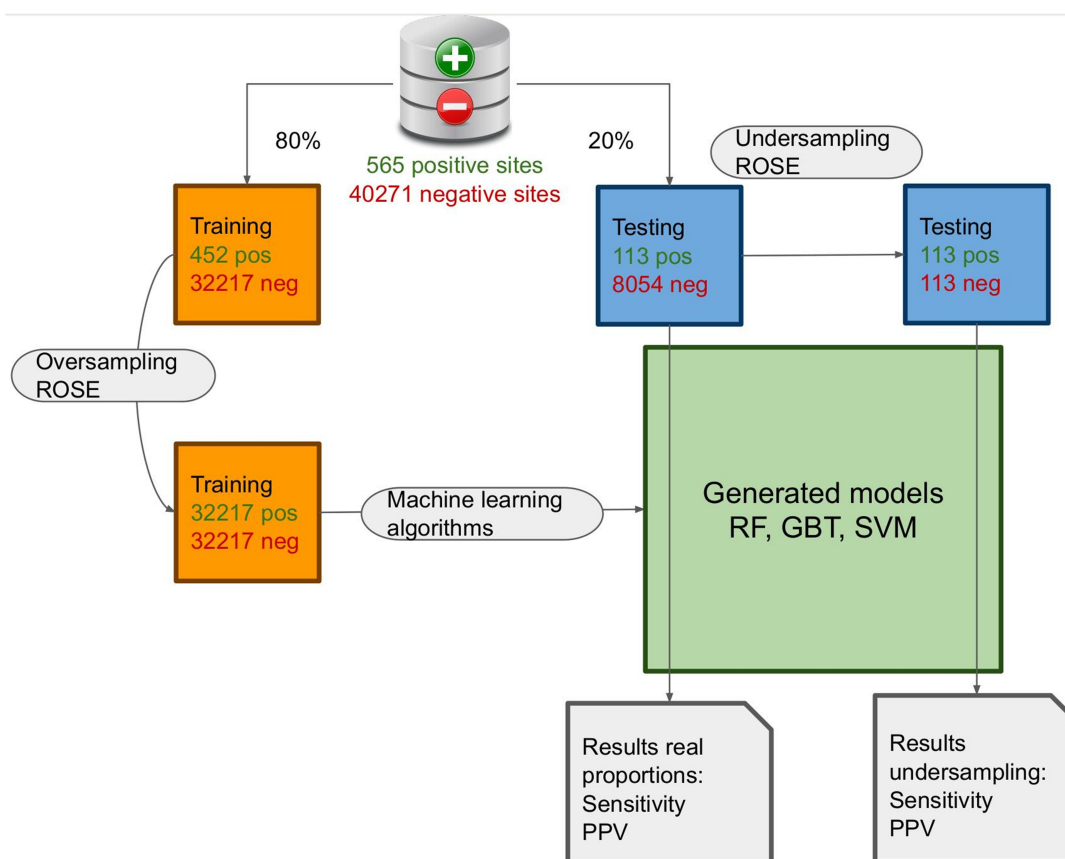 80%
20%
565 positive sites
40271 negative sites
Undersampling
ROSE
Training
452 pos
32217 neg
Testing
113 pos
8054 neg
Testing
113 pos
113 neg
Oversampling
ROSE
Training
32217 pos
32217 neg
Machine learning
algorithms
Generated models
RF, GBT, SVM
Results real
proportions:
Sensitivity
PPV
Results
undersampling:
Sensitivity
PPV